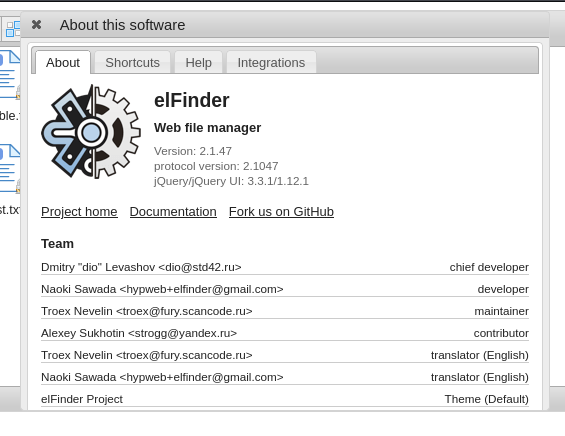 About this software
About Shortcuts Help Integrations
elFinder
Web file manager
Version: 2.1.47
protocol version: 2.1047
jQuery/jQuery UI: 3.3.1/1.12.1
Project home Documentation Fork us on GitHub
Team
Dmitry "dio" Levashov <dio@std42.ru> chief developer
Naoki Sawada <hypweb+elfinder@gmail.com> developer
Troex Nevelin <troex@fury.scancode.ru> maintainer
Alexey Sukhotin <strogg@yandex.ru> contributor
Troex Nevelin <troex@fury.scancode.ru> translator (English)
Naoki Sawada <hypweb+elfinder@gmail.com> translator (English)
elFinder Project Theme (Default)